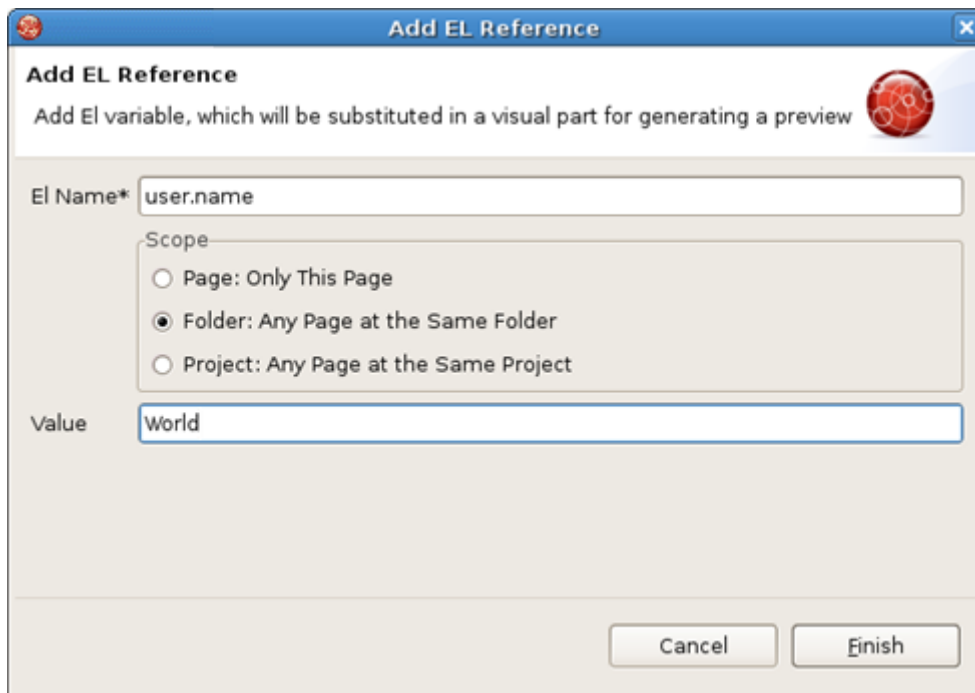 Add EL Reference
Add EL Reference
Add El variable, which will be substituted in a visual part for generating a preview
El Name* user.name
Scope
Page: Only This Page
Folder: Any Page at the Same Folder
Project: Any Page at the Same Project
Value World
Cancel Finish